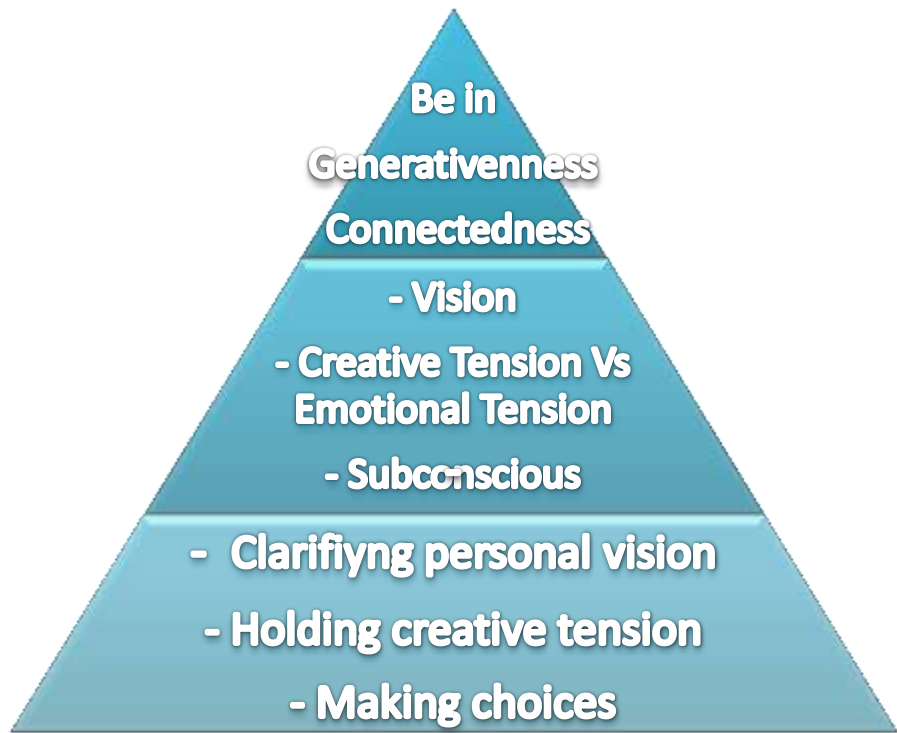 Be in
Generativenness
Connectedness
- Vision
- Creative Tension Vs
Emotional Tension
- Subconscious
-
- Clarifiyng personal vision
- Holding creative tension
- Making choices